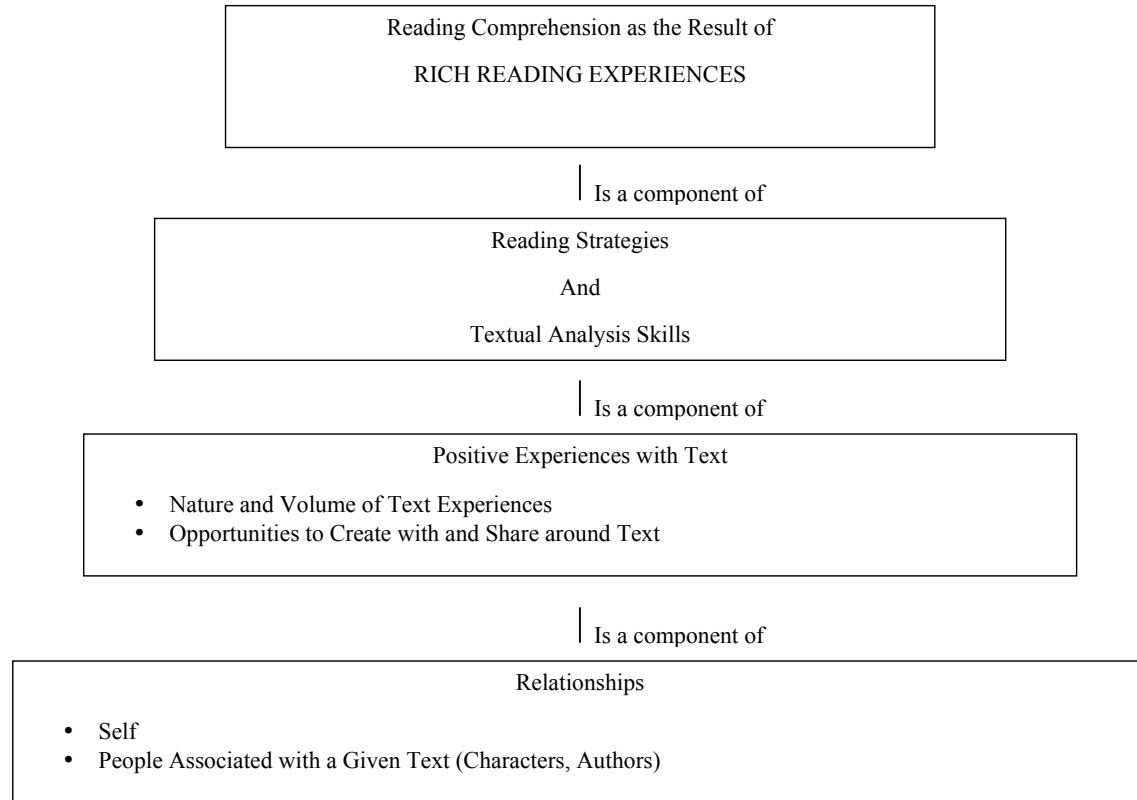 Reading Comprehension as the Result of
RICH READING EXPERIENCES
Is a component of
Reading Strategies
And
Textual Analysis Skills
Is a component of
Positive Experiences with Text
• Nature and Volume of Text Experiences
• Opportunities to Create with and Share around Text
Is a component of
Relationships
• Self
• People Associated with a Given Text (Characters, Authors)